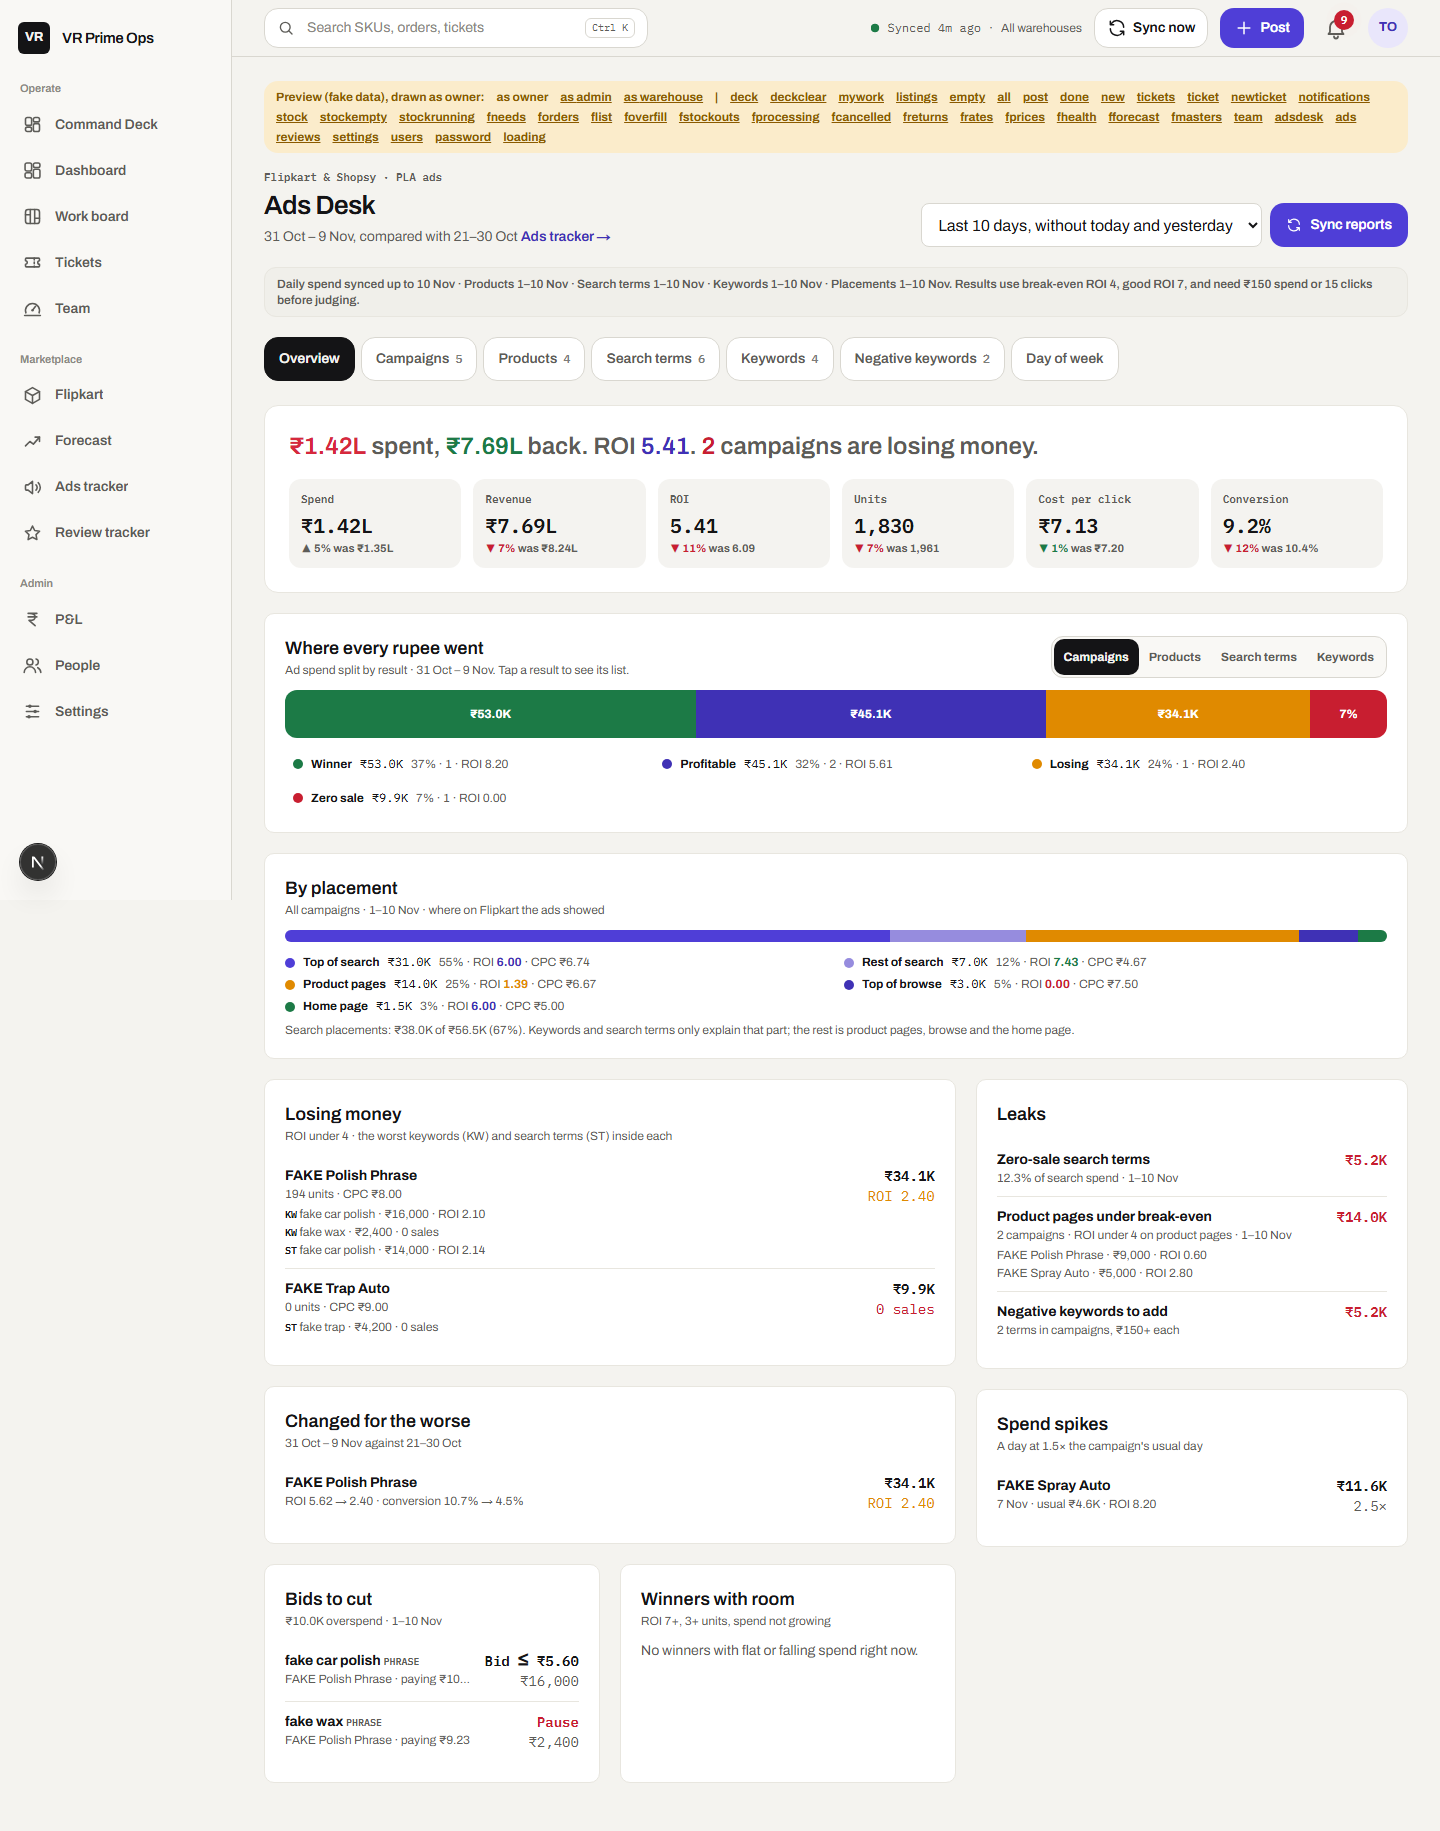 VR
VR Prime Ops
Operate
Command Deck
Dashboard
Work board
Tickets
Team
Marketplace
Flipkart
Forecast
Ads tracker
Review tracker
Admin
P&L
People
Settings
N
Search SKUs, orders, tickets
Ctrl K
Synced 4m ago · All warehouses
Sync now
Post
9
TO
Preview (fake data), drawn as owner: as owner as admin as warehouse | deck deckclear mywork listings empty all post done new tickets ticket newticket notifications
stock stockempty stockrunning fneeds forders flist foverfill fstockouts fprocessing fcancelled freturns frates fprices fhealth fforecast fmasters team adsdesk ads
reviews settings users password loading
Flipkart & Shopsy · PLA ads
Ads Desk
31 Oct – 9 Nov, compared with 21–30 Oct Ads tracker →
Last 10 days, without today and yesterday
Sync reports
Daily spend synced up to 10 Nov · Products 1–10 Nov · Search terms 1–10 Nov · Keywords 1–10 Nov · Placements 1–10 Nov. Results use break-even ROI 4, good ROI 7, and need ₹150 spend or 15 clicks
before judging.
Overview
Campaigns 5
Products 4
Search terms 6
Keywords 4
Negative keywords 2
Day of week
₹1.42L spent, ₹7.69L back. ROI 5.41. 2 campaigns are losing money.
Spend
₹1.42L
▲ 5% was ₹1.35L
Revenue
₹7.69L
▼ 7% was ₹8.24L
ROI
5.41
▼ 11% was 6.09
Units
1,830
▼ 7% was 1,961
Cost per click
₹7.13
▼ 1% was ₹7.20
Conversion
9.2%
▼ 12% was 10.4%
Where every rupee went
Ad spend split by result · 31 Oct – 9 Nov. Tap a result to see its list.
Campaigns
Products
Search terms
Keywords
₹53.0K
₹45.1K
₹34.1K
7%
Winner ₹53.0K 37% · 1 · ROI 8.20
Profitable ₹45.1K 32% · 2 · ROI 5.61
Losing ₹34.1K 24% · 1 · ROI 2.40
Zero sale ₹9.9K 7% · 1 · ROI 0.00
By placement
All campaigns · 1–10 Nov · where on Flipkart the ads showed
Top of search ₹31.0K 55% · ROI 6.00 · CPC ₹6.74
Rest of search ₹7.0K 12% · ROI 7.43 · CPC ₹4.67
Product pages ₹14.0K 25% · ROI 1.39 · CPC ₹6.67
Top of browse ₹3.0K 5% · ROI 0.00 · CPC ₹7.50
Home page ₹1.5K 3% · ROI 6.00 · CPC ₹5.00
Search placements: ₹38.0K of ₹56.5K (67%). Keywords and search terms only explain that part; the rest is product pages, browse and the home page.
Losing money
ROI under 4 · the worst keywords (KW) and search terms (ST) inside each
FAKE Polish Phrase
₹34.1K
194 units · CPC ₹8.00
ROI 2.40
KW fake car polish · ₹16,000 · ROI 2.10
KW fake wax · ₹2,400 · 0 sales
ST fake car polish · ₹14,000 · ROI 2.14
FAKE Trap Auto
₹9.9K
0 units · CPC ₹9.00
0 sales
ST fake trap · ₹4,200 · 0 sales
Leaks
Zero-sale search terms
₹5.2K
12.3% of search spend · 1–10 Nov
Product pages under break-even
₹14.0K
2 campaigns · ROI under 4 on product pages · 1–10 Nov
FAKE Polish Phrase · ₹9,000 · ROI 0.60
FAKE Spray Auto · ₹5,000 · ROI 2.80
Negative keywords to add
₹5.2K
2 terms in campaigns, ₹150+ each
Changed for the worse
31 Oct – 9 Nov against 21–30 Oct
FAKE Polish Phrase
₹34.1K
ROI 5.62 → 2.40 · conversion 10.7% → 4.5%
ROI 2.40
Spend spikes
A day at 1.5× the campaign's usual day
FAKE Spray Auto
₹11.6K
7 Nov · usual ₹4.6K · ROI 8.20
2.5×
Bids to cut
₹10.0K overspend · 1–10 Nov
fake car polish PHRASE
Bid ≤ ₹5.60
FAKE Polish Phrase · paying ₹10...
₹16,000
fake wax PHRASE
Pause
FAKE Polish Phrase · paying ₹9.23
₹2,400
Winners with room
ROI 7+, 3+ units, spend not growing
No winners with flat or falling spend right now.